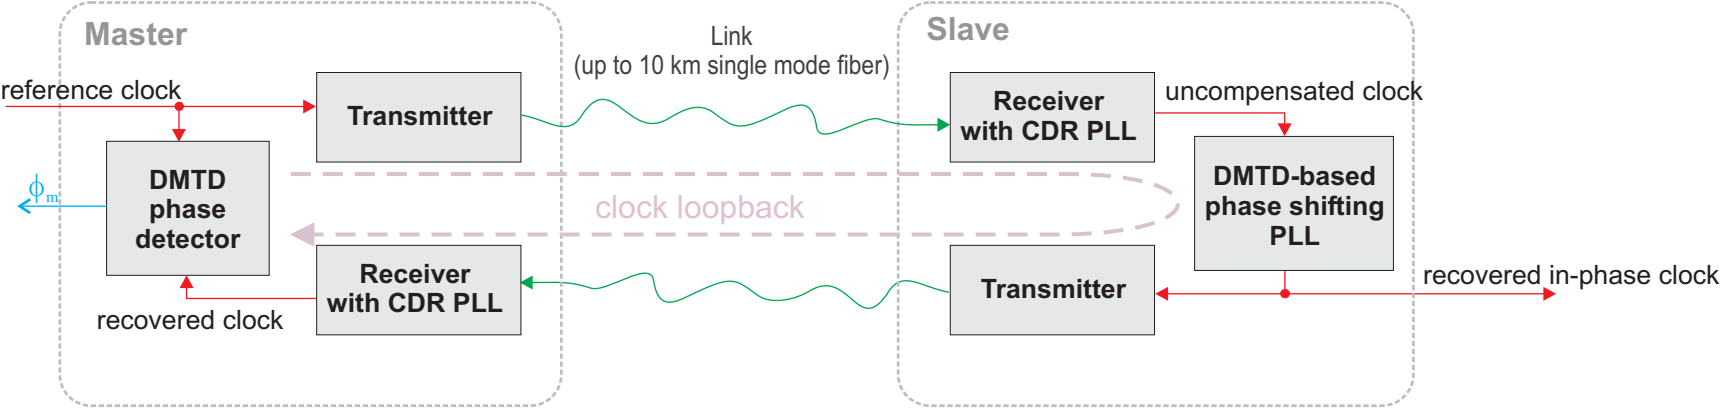 Master
Link
(up to 10 km single mode fiber)
Slave
reference clock
Transmitter
Receiver
with CDR PLL
uncompensated clock
DMTD
phase
detector
ϕm
clock loopback
DMTD-based
phase shifting
PLL
Receiver
with CDR PLL
recovered clock
Transmitter
recovered in-phase clock